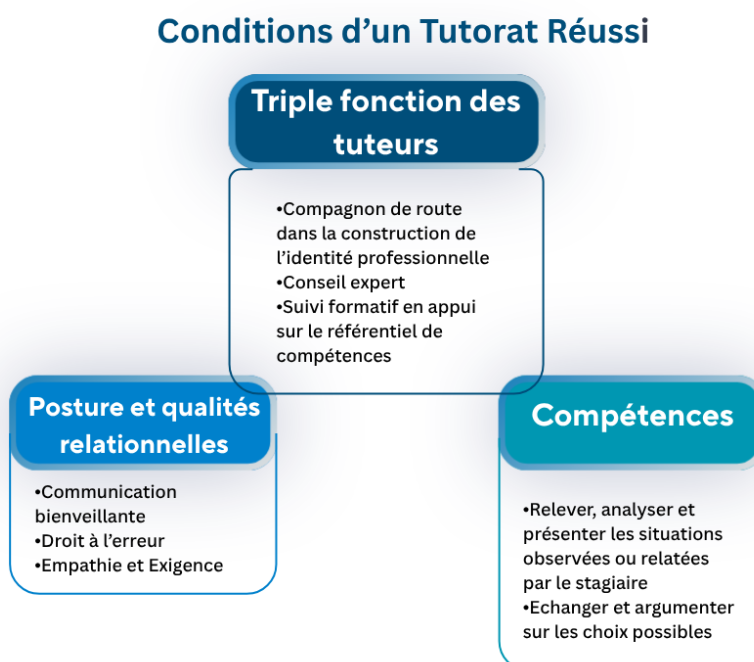 Conditions d’un Tutorat Réussi
Triple fonction des
tuteurs
•Compagnon de route
dans la construction de
l’identité professionnelle
•Conseil expert
•Suivi formatif en appui
sur le référentiel de
compétences
Posture et qualités
relationnelles
•Communication
bienveillante
•Droit à l’erreur
•Empathie et Exigence
Compétences
•Relever, analyser et
présenter les situations
observées ou relatées
par le stagiaire
•Echanger et argumenter
sur les choix possibles